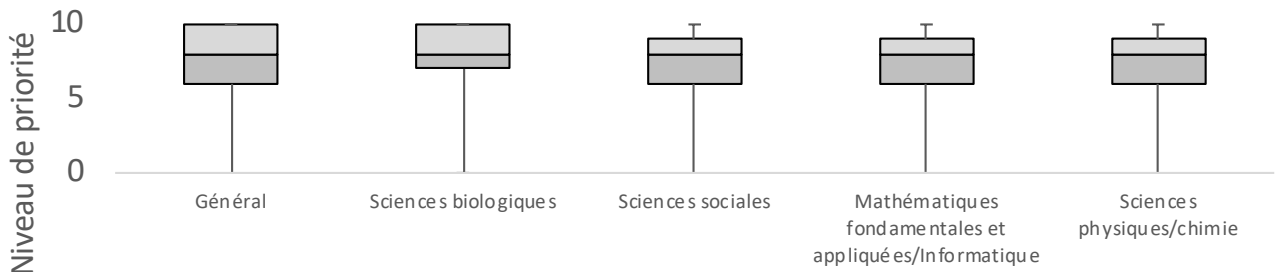 Niveau de priorité
10
5
0
Général
Sciences biologiques
Sciences sociales
Mathématiques
fondamentales et
appliquées/Informatique
Sciences
physiques/chimie